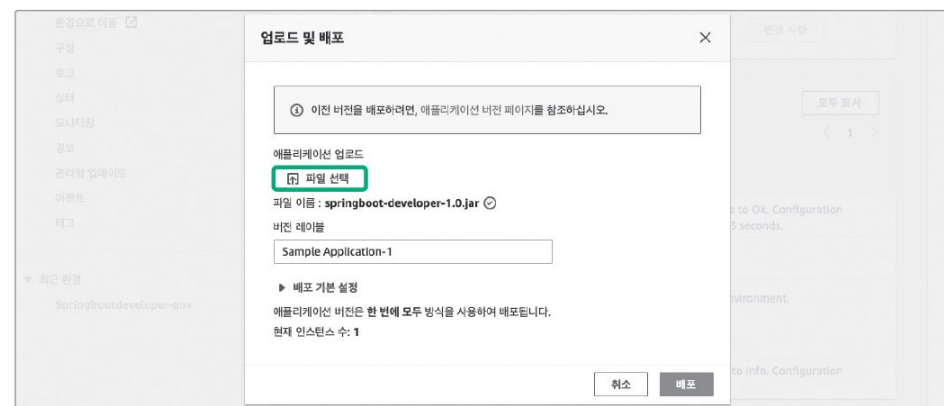 환경으로 이동
구성
로그
상태
모니터링
경보
관리형 업데이트
이벤트
태그
최근 환경
Springbootdeveloper-env
업로드 및 배포
이전 버전을 배포하려면, 애플리케이션 버전 페이지를 참조하십시오.
애플리케이션 업로드
파일 선택
파일 이름 : springboot-developer-1.0.jar
버전 레이블
Sample Application-1
배포 기본 설정
애플리케이션 버전은 한 번에 모두 방식을 사용하여 배포됩니다.
현재 인스턴스 수: 1
취소
배포
변경 사항
모두 표시
1
to Ok. Configuration
seconds.
to info. Configuration